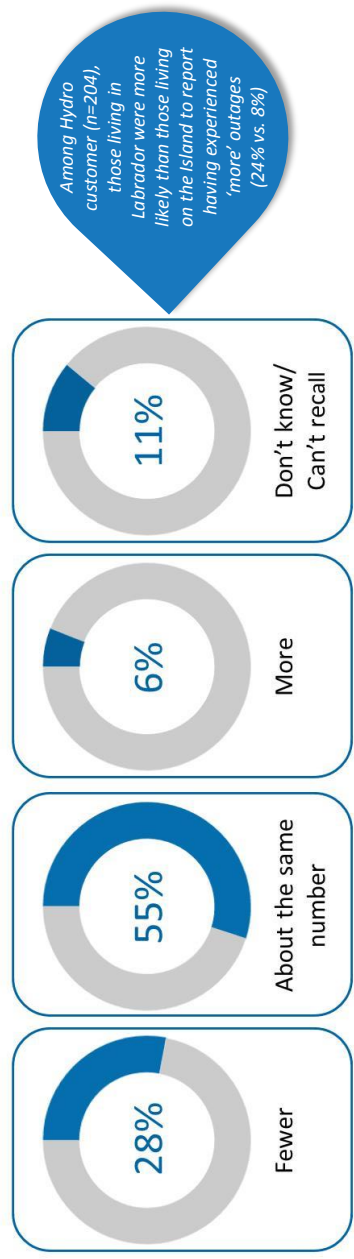 28%
Fewer
55%
About the same
number
6%
More
11%
Don't know/
Can't recall
Among Hydro
customer (n=204),
those living in
Labrador were more
likely than those living
on the Island to report
having experienced
'more' outages
(24% vs. 8%)